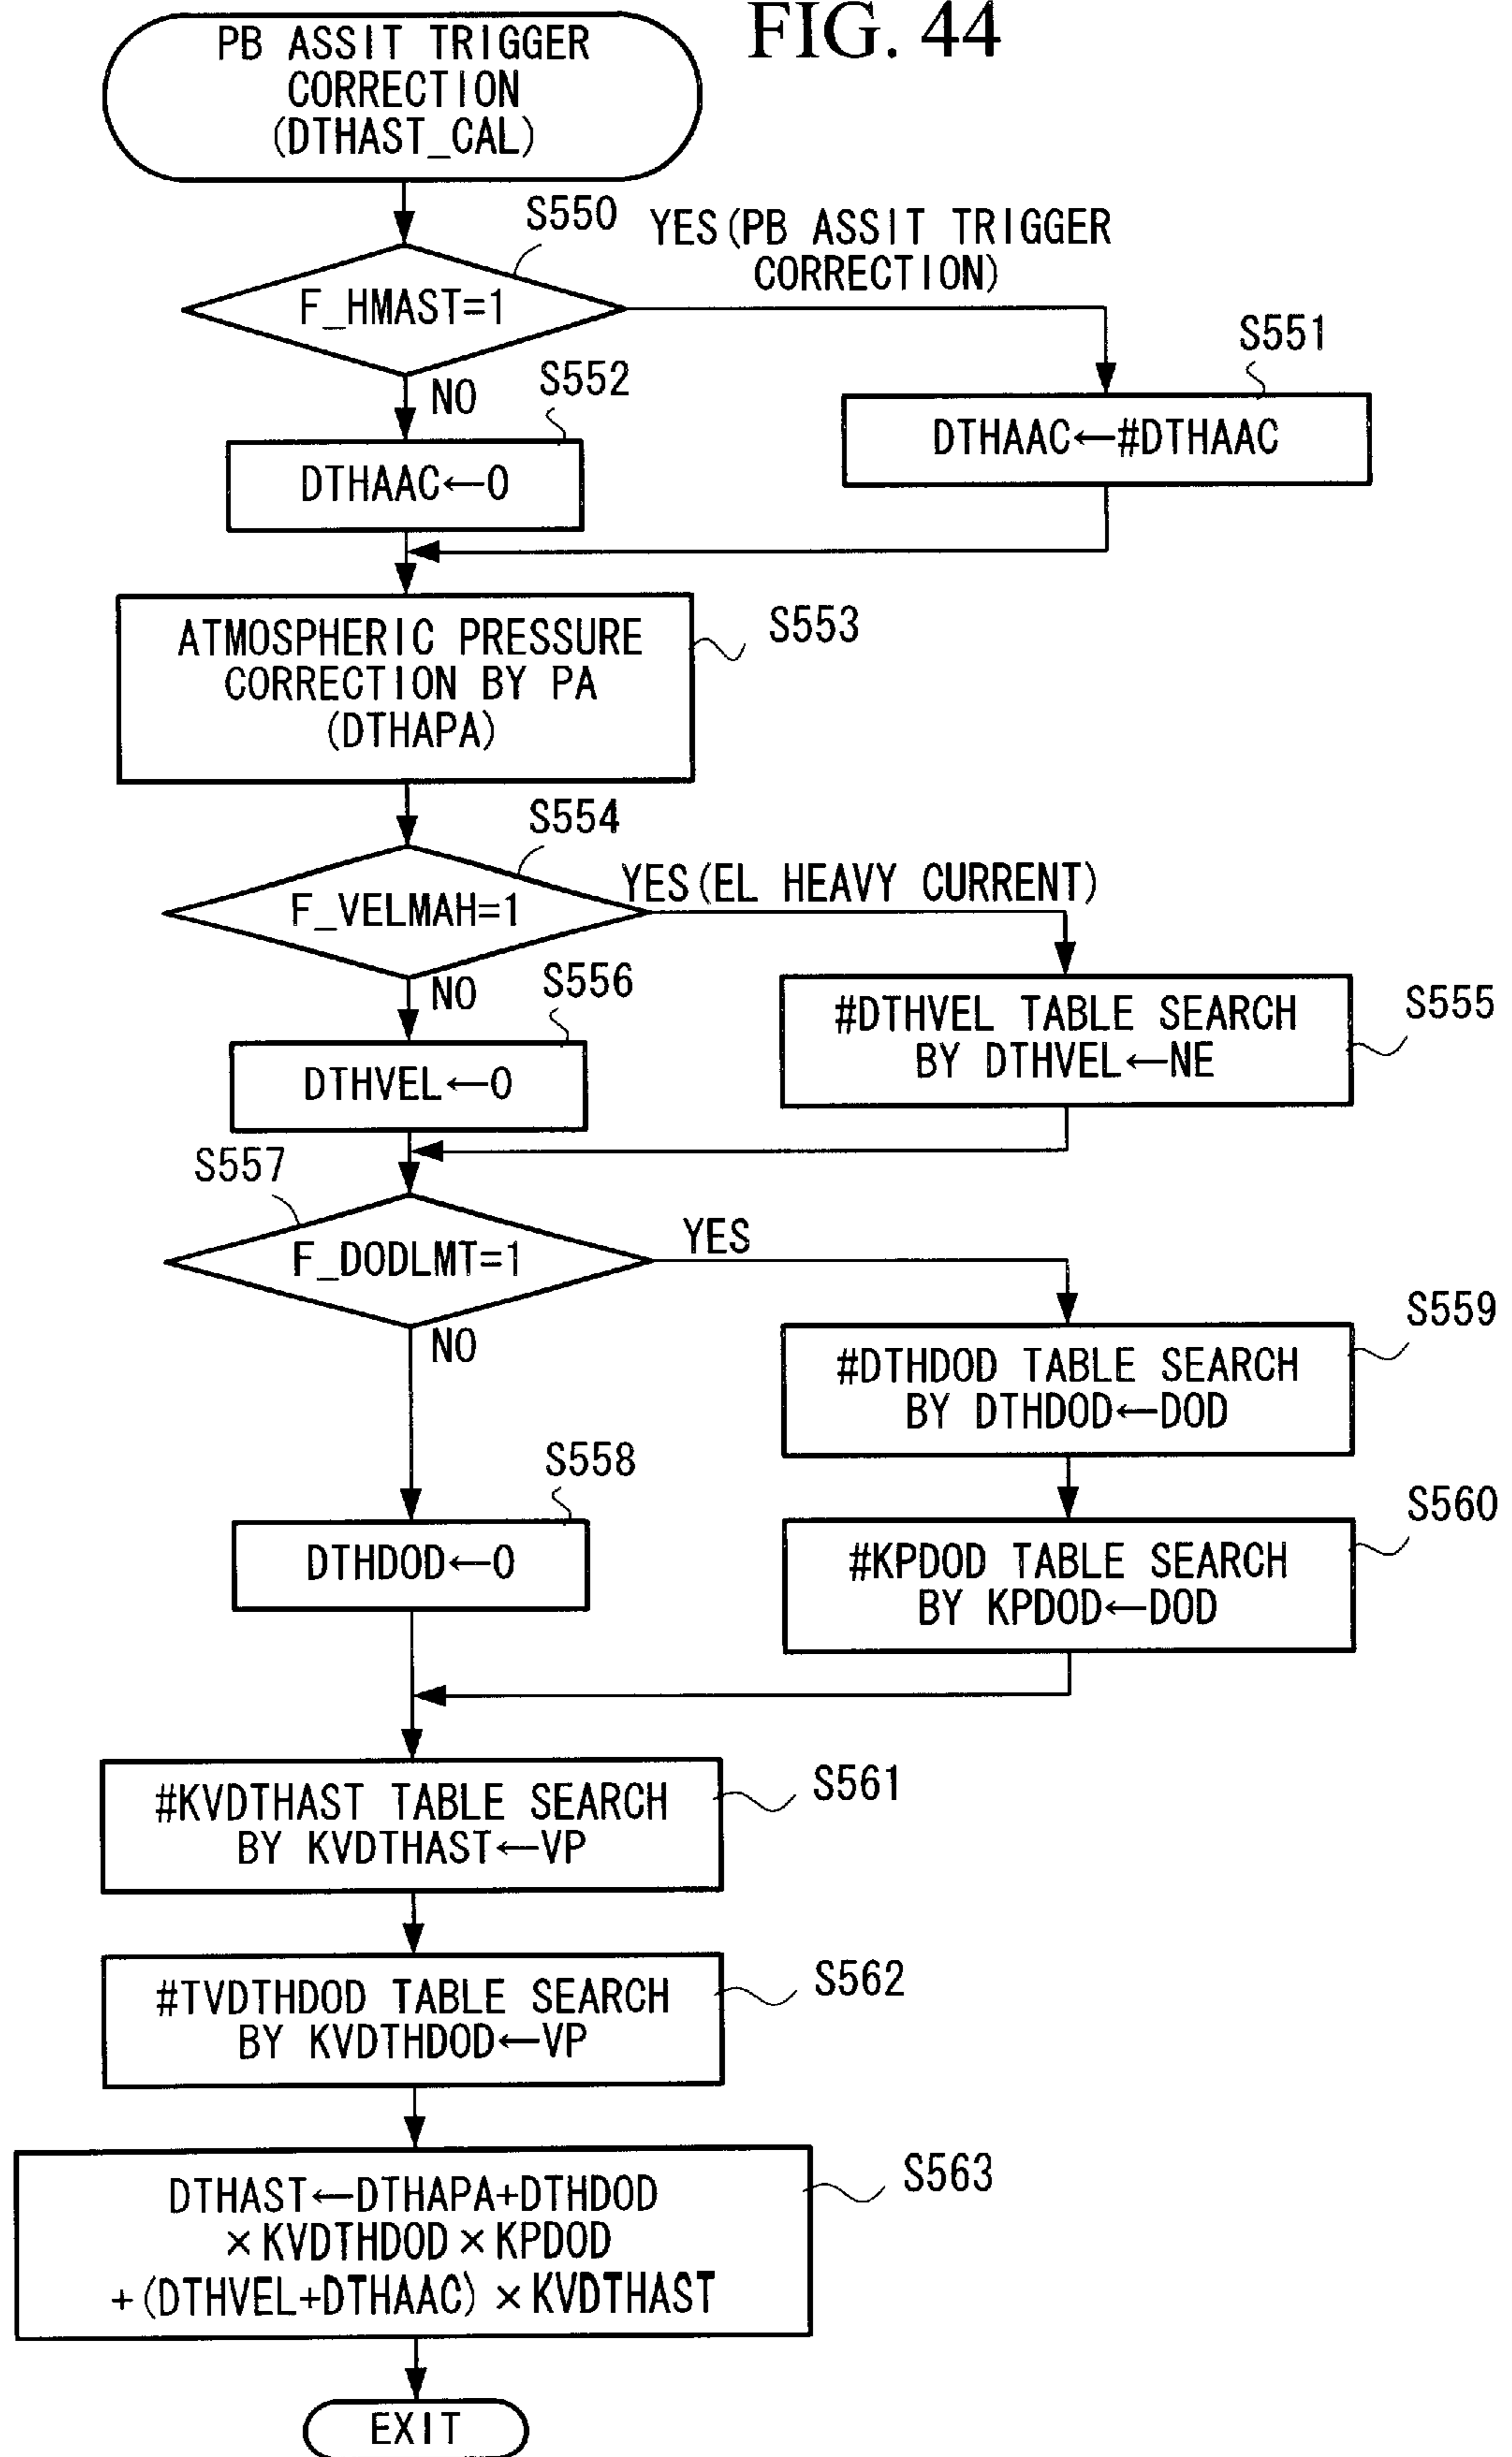 FIG. 44
PB ASSIT TRIGGER
CORRECTION
(DTHAST_CAL)
S550
YES(PB ASSIT TRIGGER
CORRECTION)
F_HMAST=1
NO
S551
DTHAAC←#DTHAAC
S552
DTHAAC←0
S553
ATMOSPHERIC PRESSURE
CORRECTION BY PA
(DTHAPA)
S554
YES(EL HEAVY CURRENT)
F_VELMAH=1
NO
S555
#DTHVEL TABLE SEARCH
BY DTHVEL←NE
S556
DTHVEL←0
S557
YES
F_DODLMT=1
NO
S559
#DTHDOD TABLE SEARCH
BY DTHDOD←DOD
S558
DTHDOD←0
S560
#KPDOD TABLE SEARCH
BY KPDOD←DOD
S561
#KVDTHAST TABLE SEARCH
BY KVDTHAST←VP
S562
#TVDTHDOD TABLE SEARCH
BY KVDTHDOD←VP
S563
DTHAST←DTHAPA+DTHDOD
×KVDTHDOD×KPDOD
+(DTHVEL+DTHAAC)×KVDTHAST
EXIT